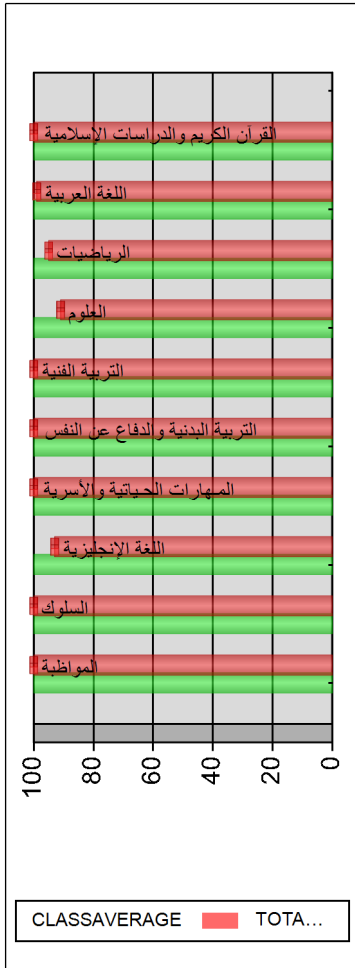 القرآن الكريم والدراسات الإسلامية
اللغة العربية
الرياضيات
العلوم
التربية الفنية
التربية البدنية والدفاع عن النفس
المهارات الحياتية والأسرية
اللغة الإنجليزية
السلوك
المواظبة
100 80 60 40 20 0
CLASSAVERAGE TOTA...